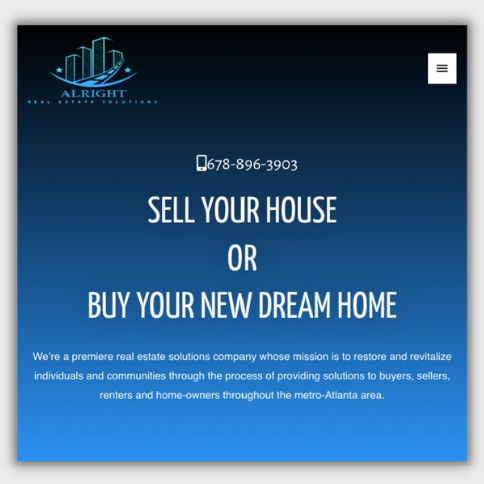 ALRIGHT
REAL ESTATE SOLUTIONS
678-896-3903
SELL YOUR HOUSE
OR
BUY YOUR NEW DREAM HOME
We're a premiere real estate solutions company whose mission is to restore and revitalize
individuals and communities through the process of providing solutions to buyers, sellers,
renters and home-owners throughout the metro-Atlanta area.